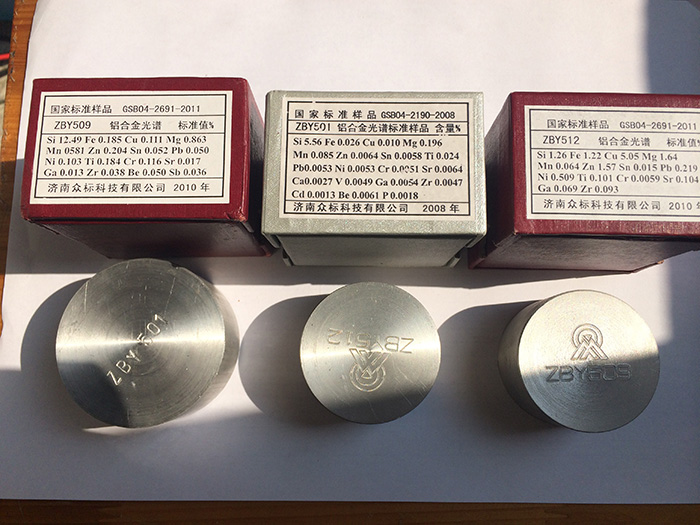 国家标准样品 GSB04-2691-2011
ZBY509 铝合金光谱 标准值%
Si 12.49 Fe 0.185 Cu 0.111 Mg 0.863
Mn 0581 Zn 0.204 Sn 0.052 Pb 0.050
Ni 0.103 Ti 0.184 Cr 0.116 Sr 0.017
Ga 0.013 Zr 0.038 Be 0.050 Sb 0.036
济南众标科技有限公司 2010 年
国家标准样品 GSB04-2190-2008
ZBY501 铝合金光谱标准样品 含量%
Si 5.56 Fe 0.026 Cu 0.010 Mg 0.196
Mn 0.085 Zn 0.0064 Sn 0.0058 Ti 0.024
Pb0.0053 Ni 0.0053 Cr 0.0051 Sr 0.0064
Ca0.0027 V 0.0049 Ga 0.0054 Zr 0.0047
Cd 0.0013 Be 0.0061 P 0.0018
济南众标科技有限公司 2008 年
国家标准样品 GSB04-2691-2011
ZBY512 铝合金光谱 标准值%
Si 1.26 Fe 1.22 Cu 5.05 Mg 1.64
Mn 0.064 Zn 1.57 Sn 0.015 Pb 0.219
Ni 0.509 Ti 0.101 Cr 0.0059 Sr 0.104
Ga 0.069 Zr 0.093
济南众标科技有限公司 2010 年
ZBY501
ZBY512
ZBY509